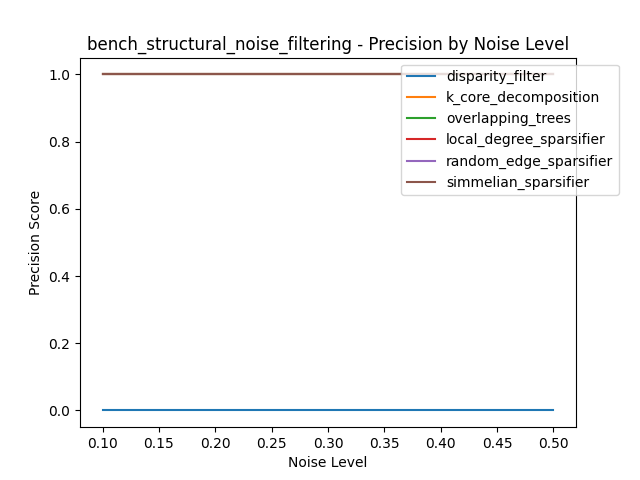 bench_structural_noise_filtering - Precision by Noise Level
disparity_filter
k_core_decomposition
overlapping_trees
local_degree_sparsifier
random_edge_sparsifier
simmelian_sparsifier
Precision Score
1.0
0.8
0.6
0.4
0.2
0.0
0.10 0.15 0.20 0.25 0.30 0.35 0.40 0.45 0.50
Noise Level